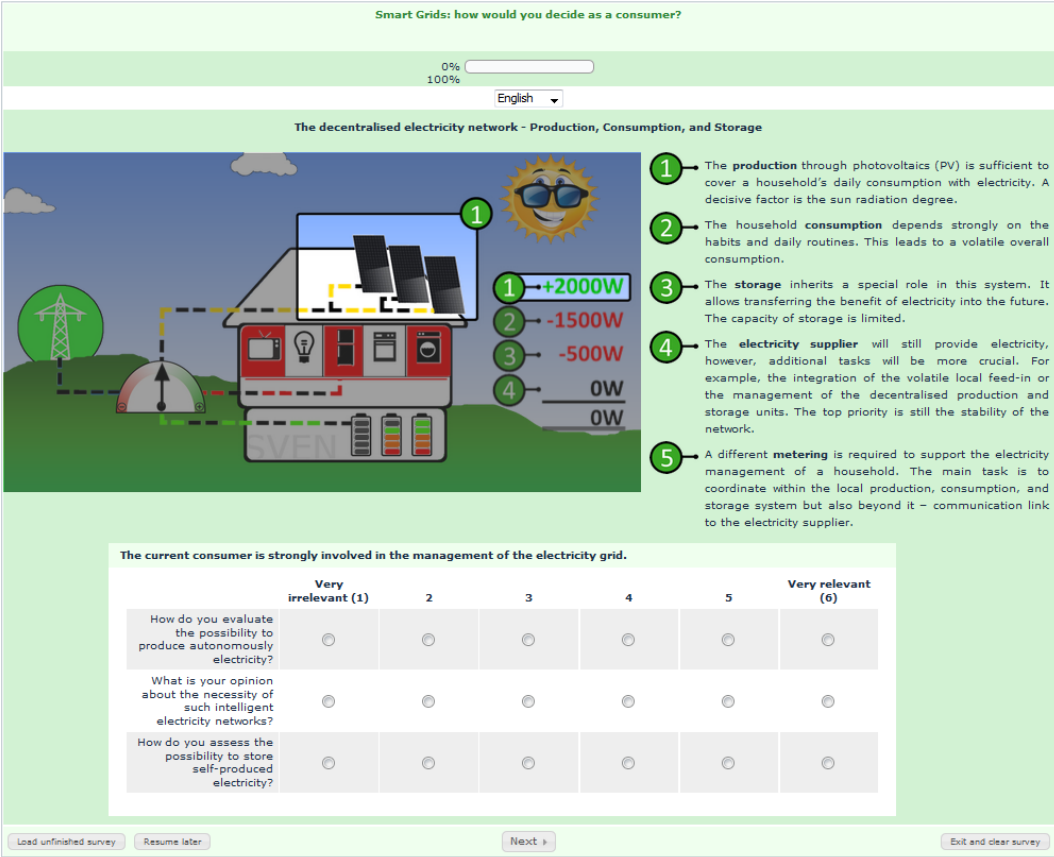 Smart Grids: how would you decide as a consumer?
0%
100%
English
The decentralised electricity network - Production, Consumption, and Storage
1
1 +2000W
2 -1500W
3 -500W
4 0W
0W
SVEN
1 The production through photovoltaics (PV) is sufficient to
cover a household's daily consumption with electricity. A
decisive factor is the sun radiation degree.
2 The household consumption depends strongly on the
habits and daily routines. This leads to a volatile overall
consumption.
3 The storage inherits a special role in this system. It
allows transferring the benefit of electricity into the future.
The capacity of storage is limited.
4 The electricity supplier will still provide electricity,
however, additional tasks will be more crucial. For
example, the integration of the volatile local feed-in or
the management of the decentralised production and
storage units. The top priority is still the stability of the
network.
5 A different metering is required to support the electricity
management of a household. The main task is to
coordinate within the local production, consumption, and
storage system but also beyond it – communication link
to the electricity supplier.
The current consumer is strongly involved in the management of the electricity grid.
Very
irrelevant (1) 2 3 4 5 Very relevant
(6)
How do you evaluate
the possibility to
produce autonomously
electricity?
What is your opinion
about the necessity of
such intelligent
electricity networks?
How do you assess the
possibility to store
self-produced
electricity?
Load unfinished survey Resume later Next Exit and clear survey